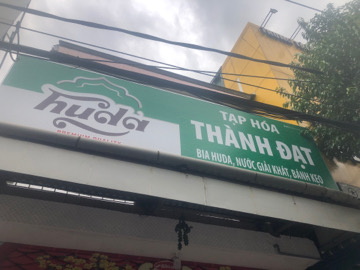 huda
PREMIUM QUALITY
TẠP HÓA
THÀNH ĐẠT
BIA HUDA, NƯỚC GIẢI KHÁT, BÁNH KẸO